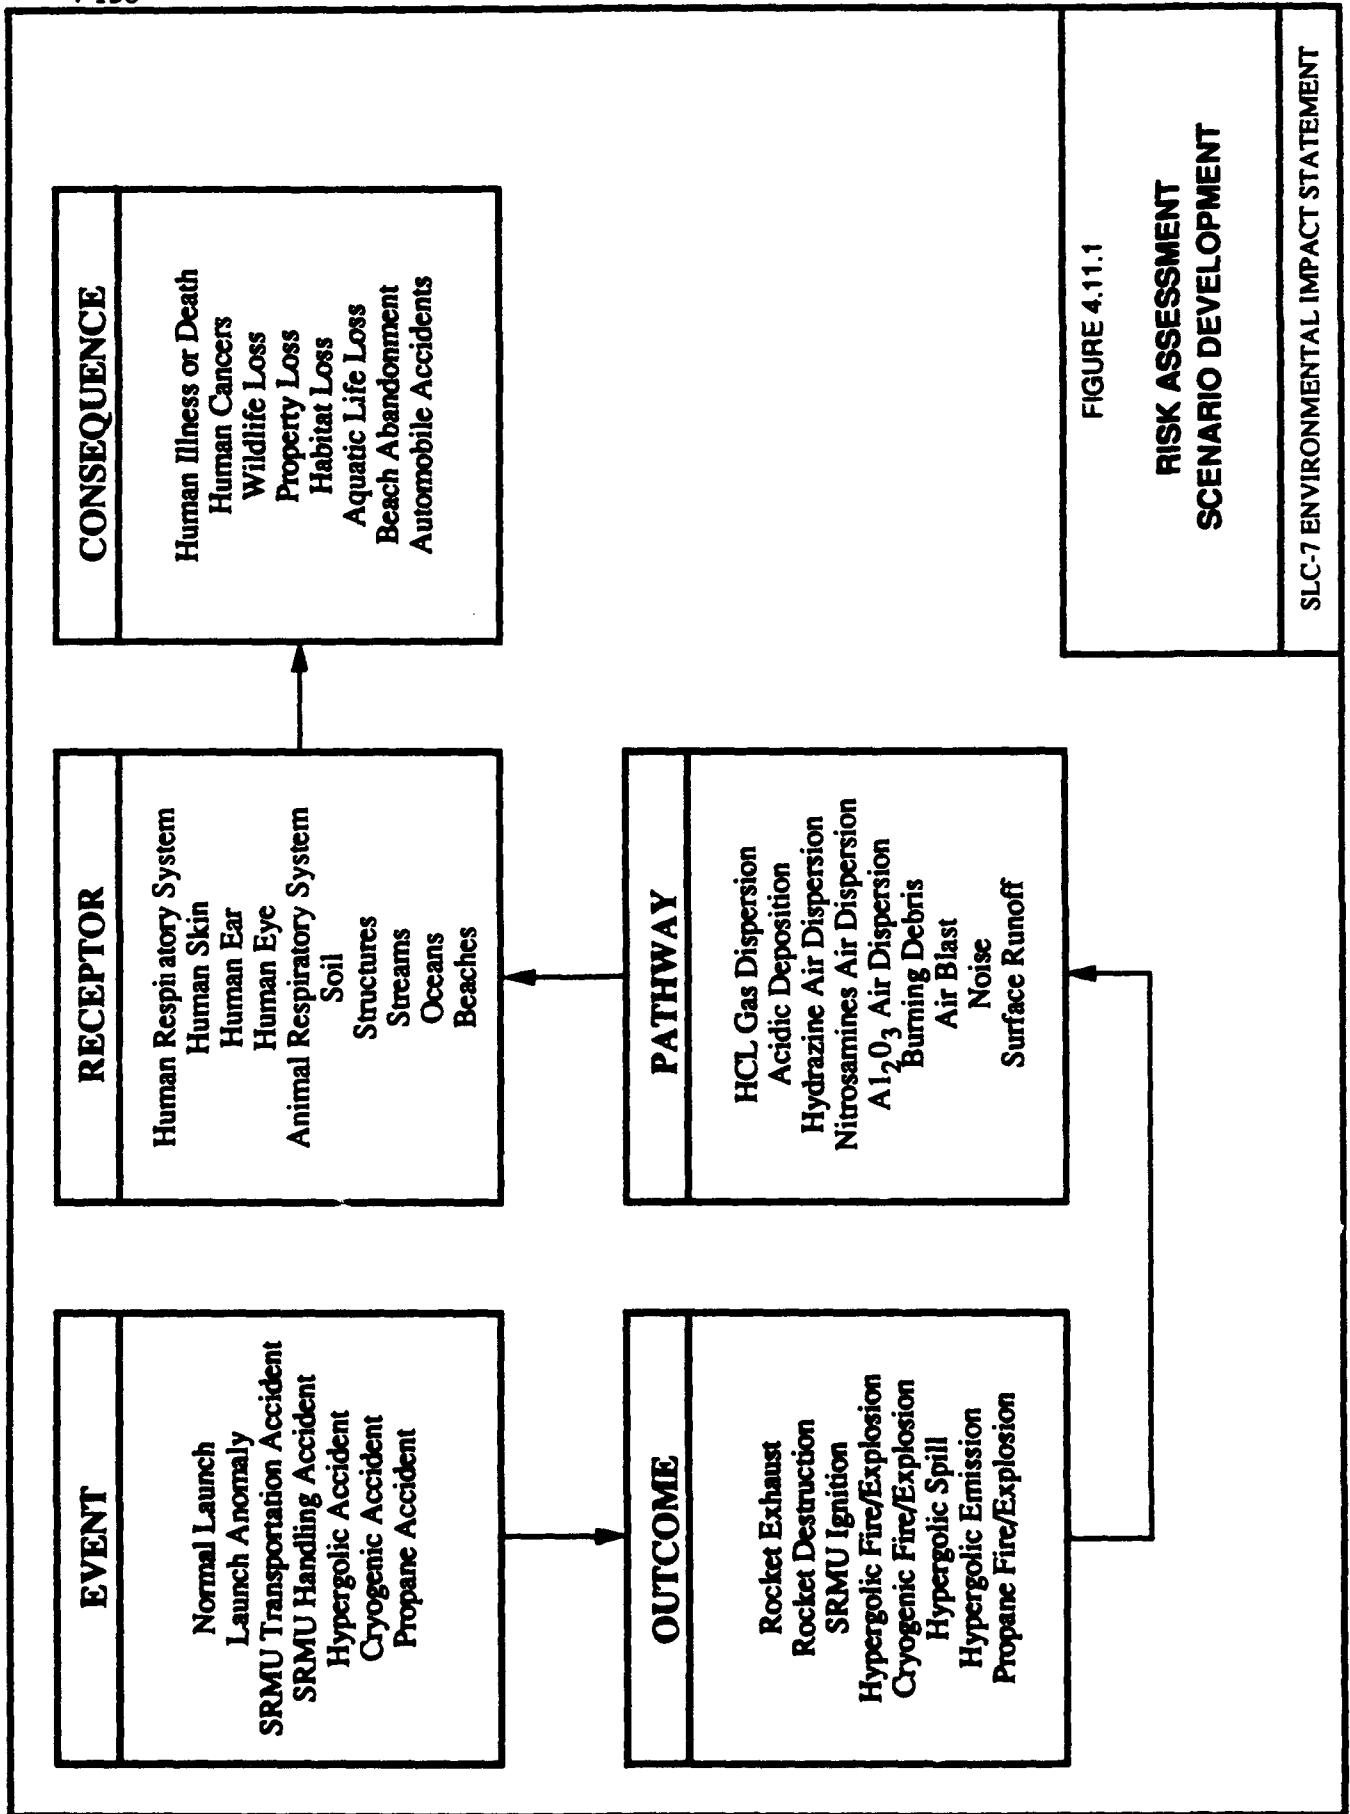 EVENT
Normal Launch
Launch Anomaly
SRMU Transportation Accident
SRMU Handling Accident
Hypergolic Accident
Cryogenic Accident
Propane Accident
OUTCOME
Rocket Exhaust
Rocket Destruction
SRMU Ignition
Hypergolic Fire/Explosion
Cryogenic Fire/Explosion
Hypergolic Spill
Hypergolic Emission
Propane Fire/Explosion
PATHWAY
HCL Gas Dispersion
Acidic Deposition
Hydrazine Air Dispersion
Nitrosamines Air Dispersion
Al₂O₃ Air Dispersion
Burning Debris
Air Blast
Noise
Surface Runoff
RECEPTOR
Human Respiratory System
Human Skin
Human Ear
Human Eye
Animal Respiratory System
Soil
Structures
Streams
Oceans
Beaches
CONSEQUENCE
Human Illness or Death
Human Cancers
Wildlife Loss
Property Loss
Habitat Loss
Aquatic Life Loss
Beach Abandonment
Automobile Accidents
FIGURE 4.11.1
RISK ASSESSMENT
SCENARIO DEVELOPMENT
SLC-7 ENVIRONMENTAL IMPACT STATEMENT